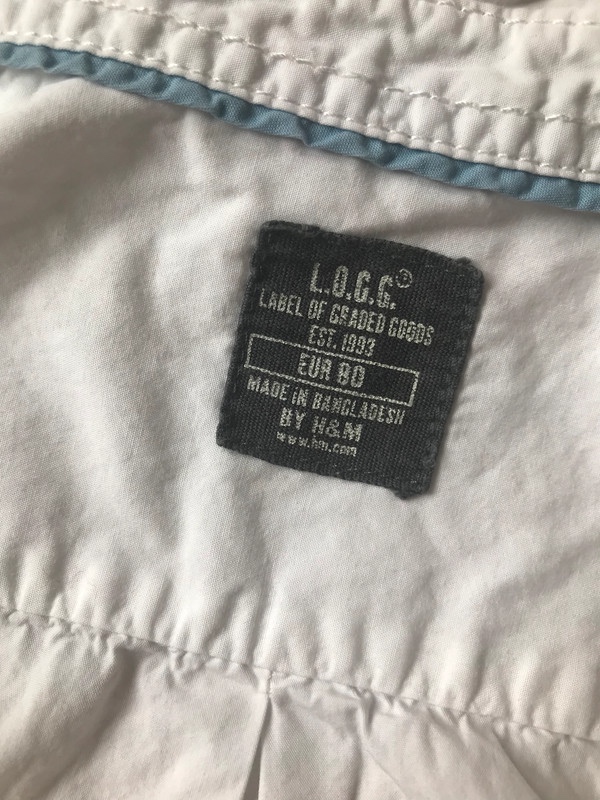 L.O.G.G.®
LABEL OF GRADED GOODS
EST. 1993
EUR 80
MADE IN BANGLADESH
BY H&M
www.hm.com